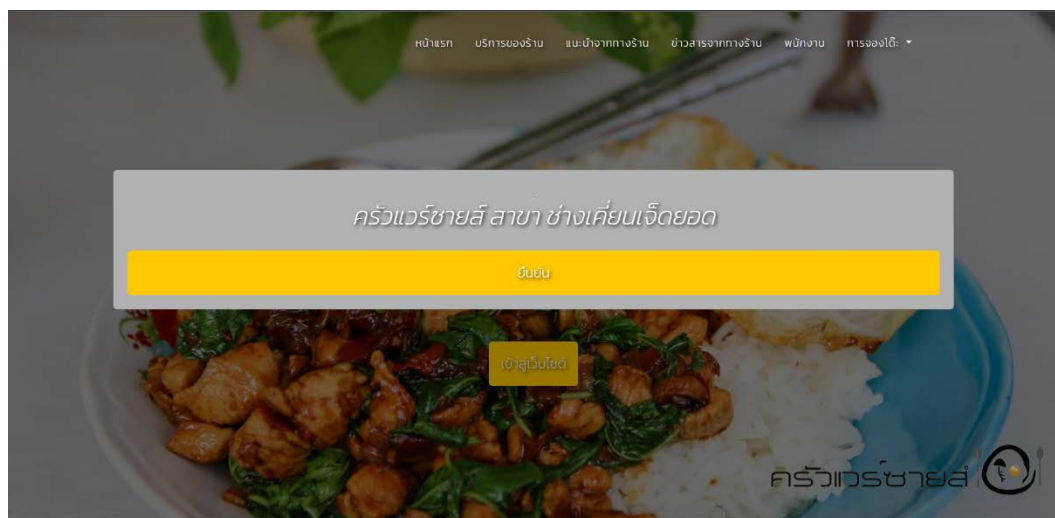 หน้าแรก บริการของร้าน แนะนำจากทางร้าน ข่าวสารจากทางร้าน พนักงาน การจองโต๊ะ
ครัวแวร์ซายส์ สาขา ช่างเคี่ยนเจ็ดยอด
ยืนยัน
เข้าสู่เว็บไซต์
ครัวแวร์ซายส์